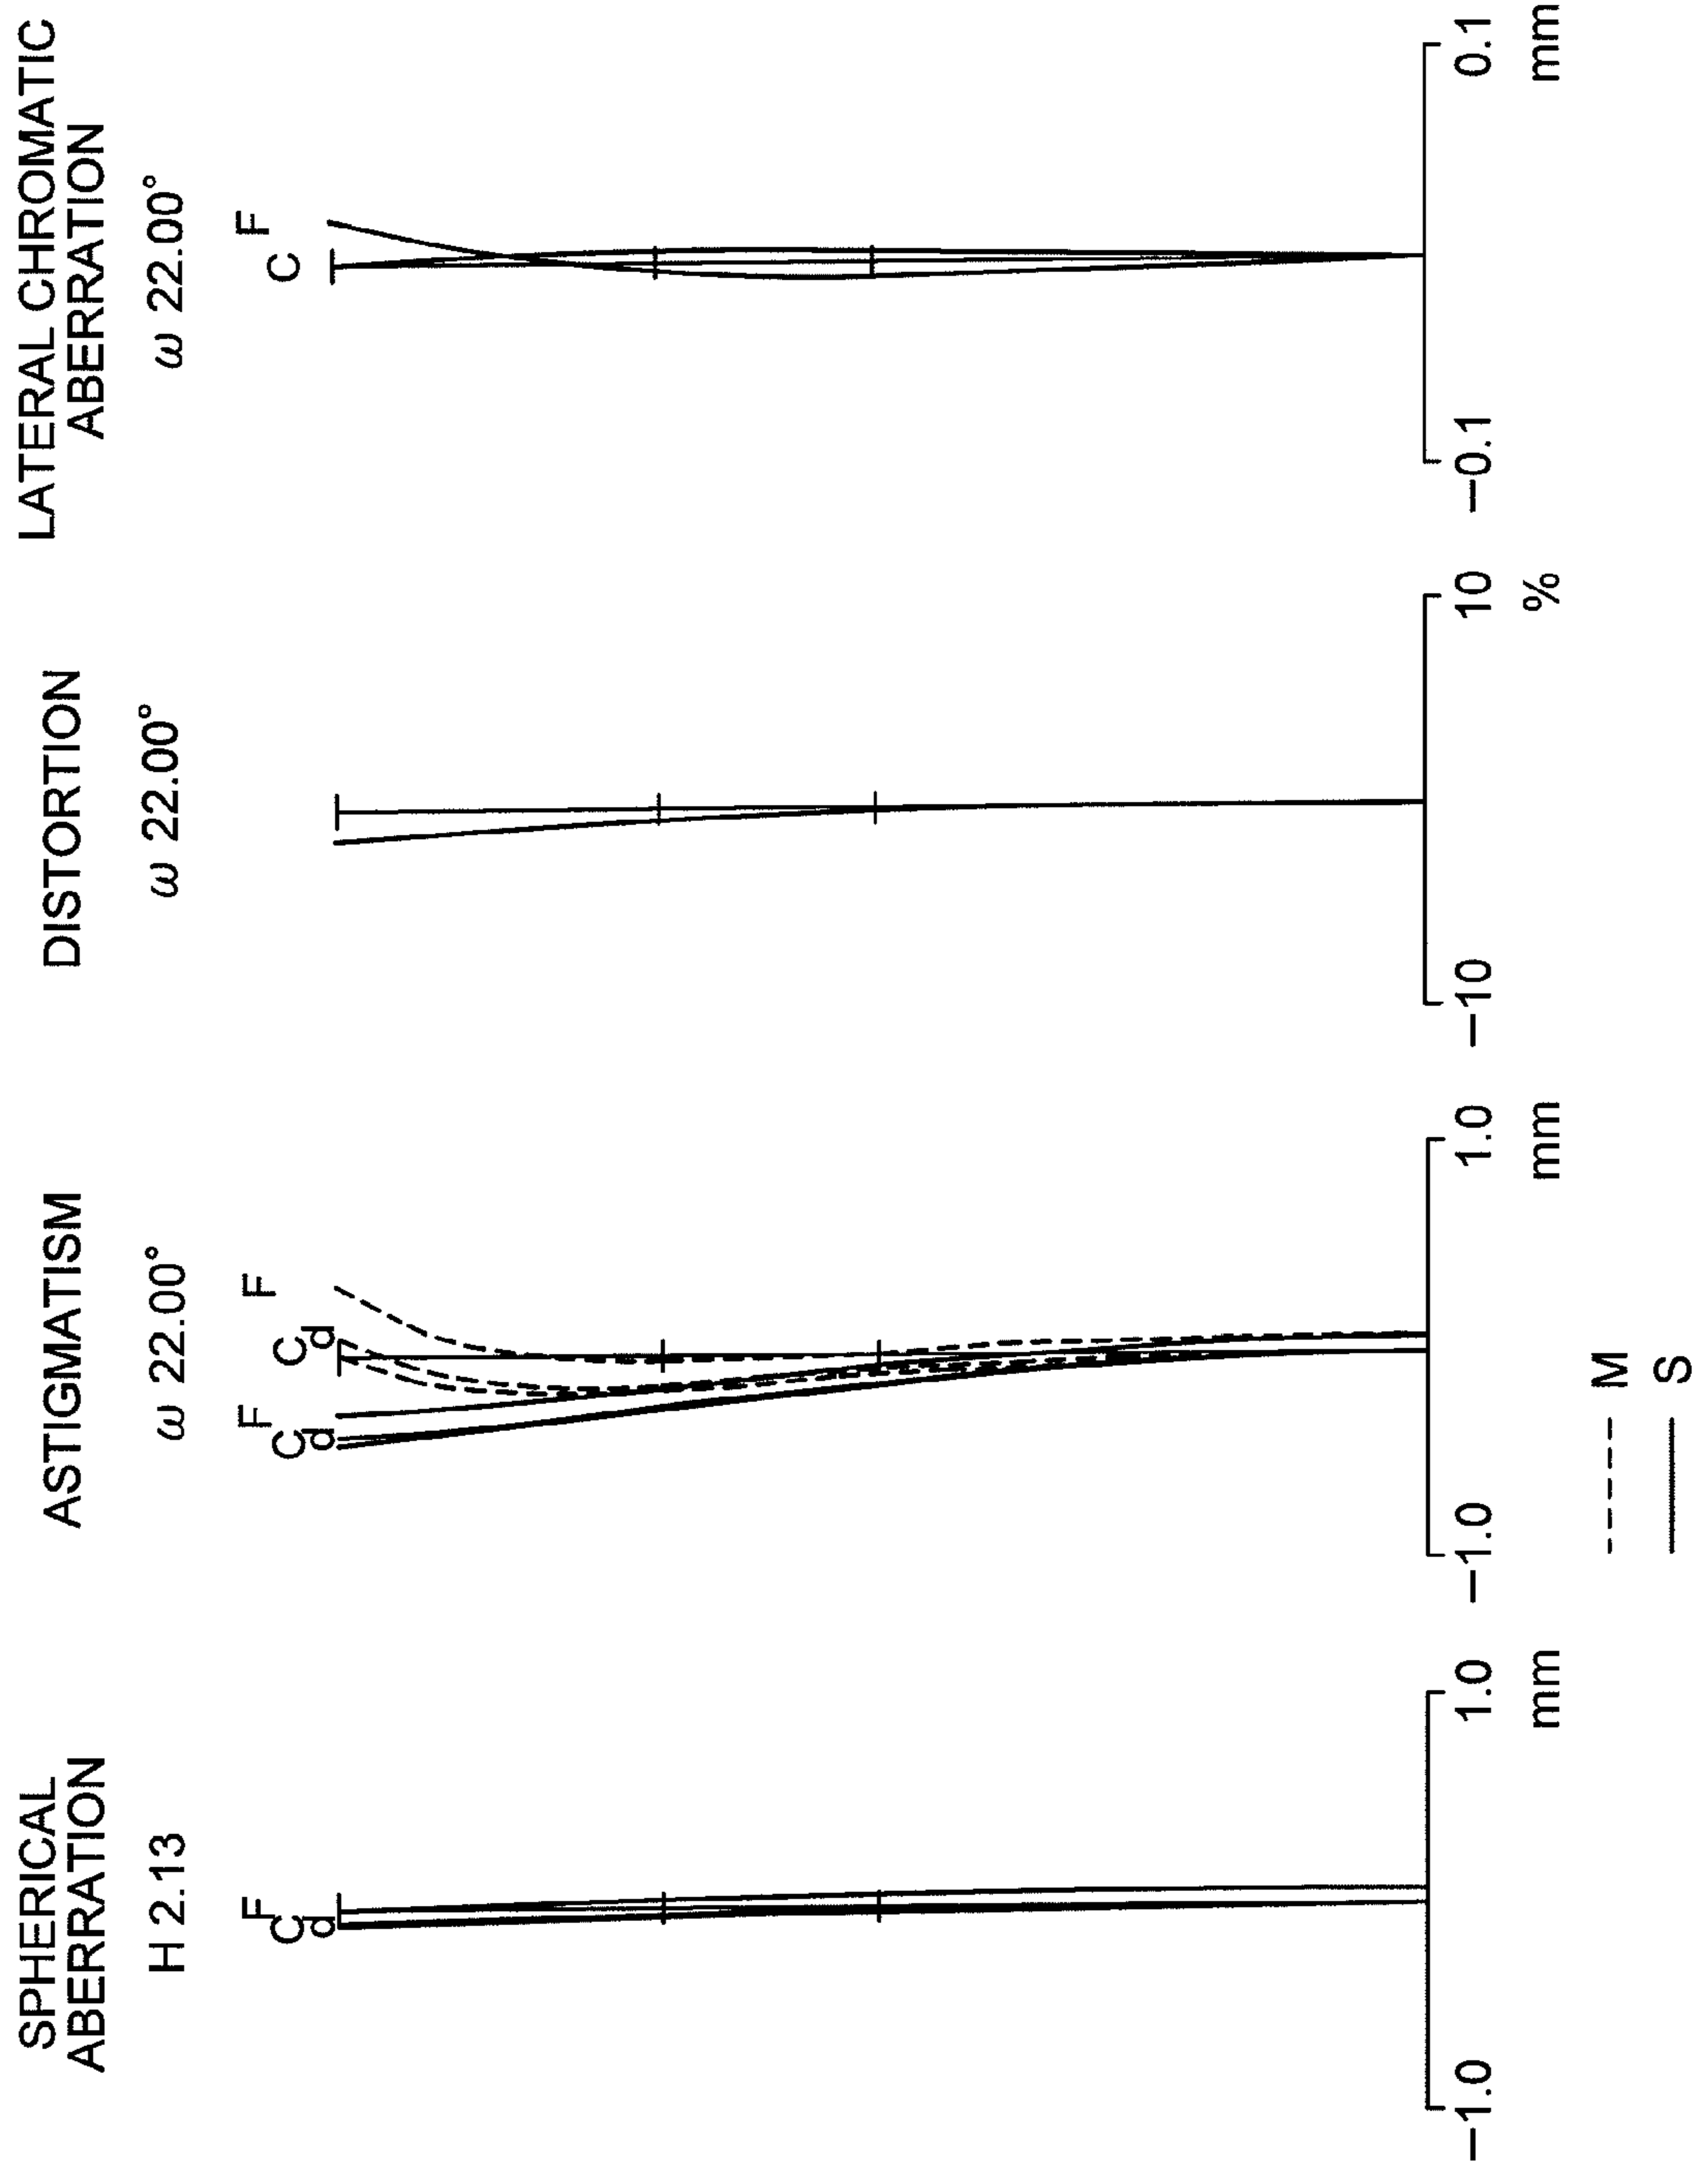 SPHERICAL
ABERRATION
H 2.13
F
C
d
−1.0
1.0
mm
ASTIGMATISM
ω 22.00°
F
C
d
F
C
d
−1.0
1.0
mm
M
S
DISTORTION
ω 22.00°
−10
10
%
LATERAL CHROMATIC
ABERRATION
ω 22.00°
C
F
−0.1
0.1
mm